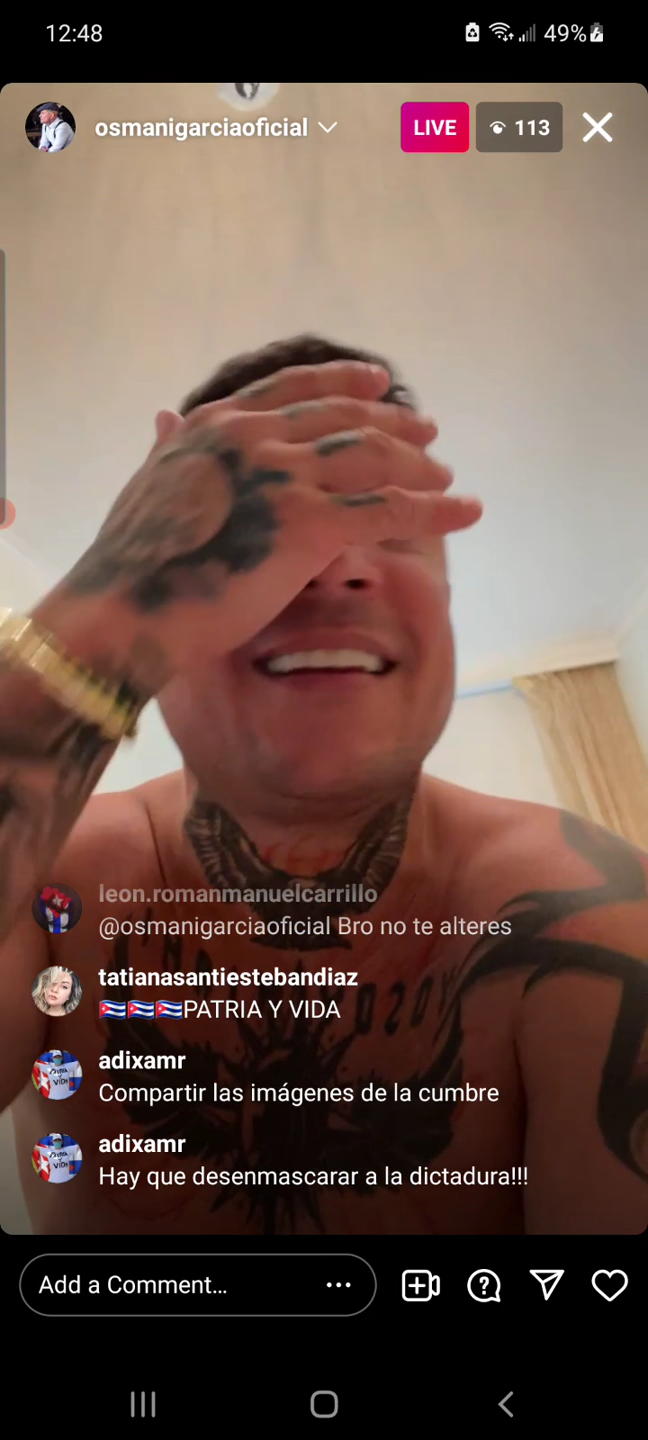 12:48
49%
osmanigarciaoficial
LIVE
113
leon.romanmanuelcarrillo
@osmanigarciaoficial Bro no te alteres
tatianasantiestebandiaz
🇨🇺🇨🇺🇨🇺PATRIA Y VIDA
adixamr
Compartir las imágenes de la cumbre
adixamr
Hay que desenmascarar a la dictadura!!!
Add a Comment...